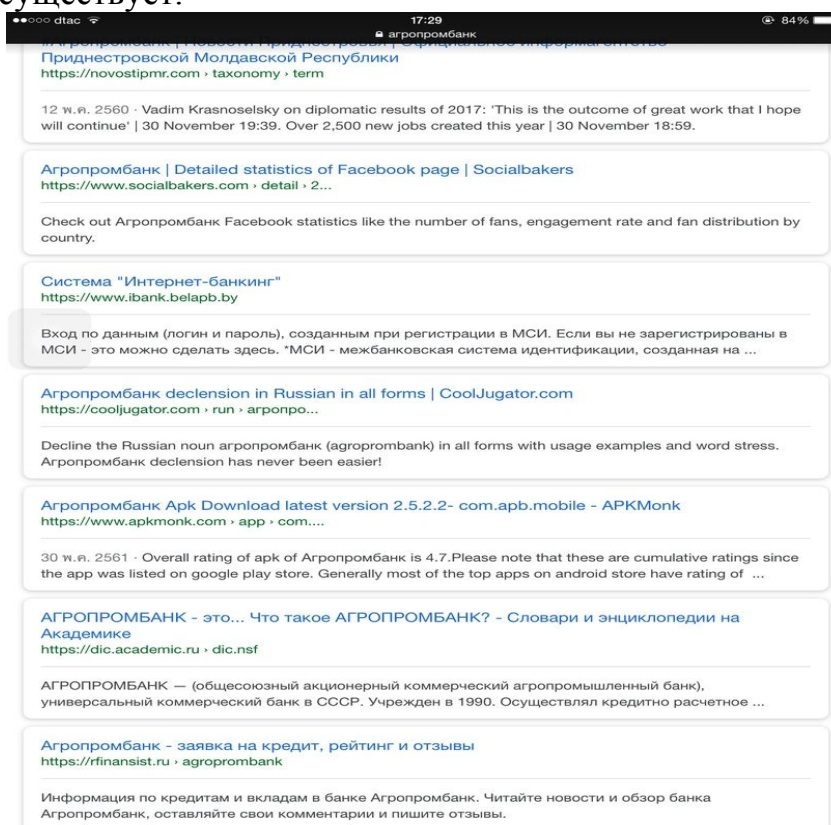 существует.
dtac 17:29 84%
агропромбанк
#Агропромбанк | Новости Приднестровья | Официальное информагентство
Приднестровской Молдавской Республики
https://novostipmr.com › taxonomy › term
12 พ.ค. 2560 · Vadim Krasnoselsky on diplomatic results of 2017: 'This is the outcome of great work that I hope
will continue' | 30 November 19:39. Over 2,500 new jobs created this year | 30 November 18:59.
Агропромбанк | Detailed statistics of Facebook page | Socialbakers
https://www.socialbakers.com › detail › 2...
Check out Агропромбанк Facebook statistics like the number of fans, engagement rate and fan distribution by
country.
Система "Интернет-банкинг"
https://www.ibank.belapb.by
Вход по данным (логин и пароль), созданным при регистрации в МСИ. Если вы не зарегистрированы в
МСИ - это можно сделать здесь. *МСИ - межбанковская система идентификации, созданная на ...
Агропромбанк declension in Russian in all forms | CoolJugator.com
https://cooljugator.com › run › агропро...
Decline the Russian noun агропромбанк (agroprombank) in all forms with usage examples and word stress.
Агропромбанк declension has never been easier!
Агропромбанк Apk Download latest version 2.5.2.2- com.apb.mobile - APKMonk
https://www.apkmonk.com › app › com....
30 พ.ค. 2561 · Overall rating of apk of Агропромбанк is 4.7.Please note that these are cumulative ratings since
the app was listed on google play store. Generally most of the top apps on android store have rating of ...
АГРОПРОМБАНК - это... Что такое АГРОПРОМБАНК? - Словари и энциклопедии на
Академике
https://dic.academic.ru › dic.nsf
АГРОПРОМБАНК — (общесоюзный акционерный коммерческий агропромышленный банк),
универсальный коммерческий банк в СССР. Учрежден в 1990. Осуществлял кредитно расчетное ...
Агропромбанк - заявка на кредит, рейтинг и отзывы
https://rfinansist.ru › agroprombank
Информация по кредитам и вкладам в банке Агропромбанк. Читайте новости и обзор банка
Агропромбанк, оставляйте свои комментарии и пишите отзывы.